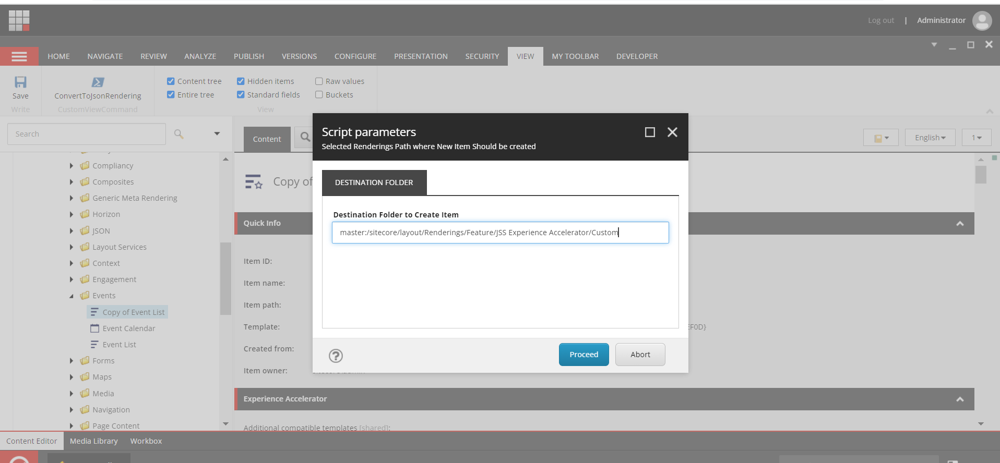 Log out | Administrator
HOME NAVIGATE REVIEW ANALYZE PUBLISH VERSIONS CONFIGURE PRESENTATION SECURITY VIEW MY TOOLBAR DEVELOPER
Content tree Hidden items Raw values
Save ConvertToJsonRendering Entire tree Standard fields Buckets
Write CustomViewCommand View
Search
Content
English 1
Script parameters
Selected Renderings Path where New Item Should be created
DESTINATION FOLDER
Destination Folder to Create Item
master:/sitecore/layout/Renderings/Feature/JSS Experience Accelerator/Custom
Proceed Abort
Compliancy
Composites
Generic Meta Rendering
Horizon
JSON
Layout Services
Context
Engagement
Events
Copy of Event List
Event Calendar
Event List
Forms
Maps
Media
Navigation
Page Content
Copy of
Quick Info
Item ID:
Item name:
Item path:
Template: EF0D}
Created from:
Item owner:
Experience Accelerator
Additional compatible templates [shared]:
Content Editor Media Library Workbox